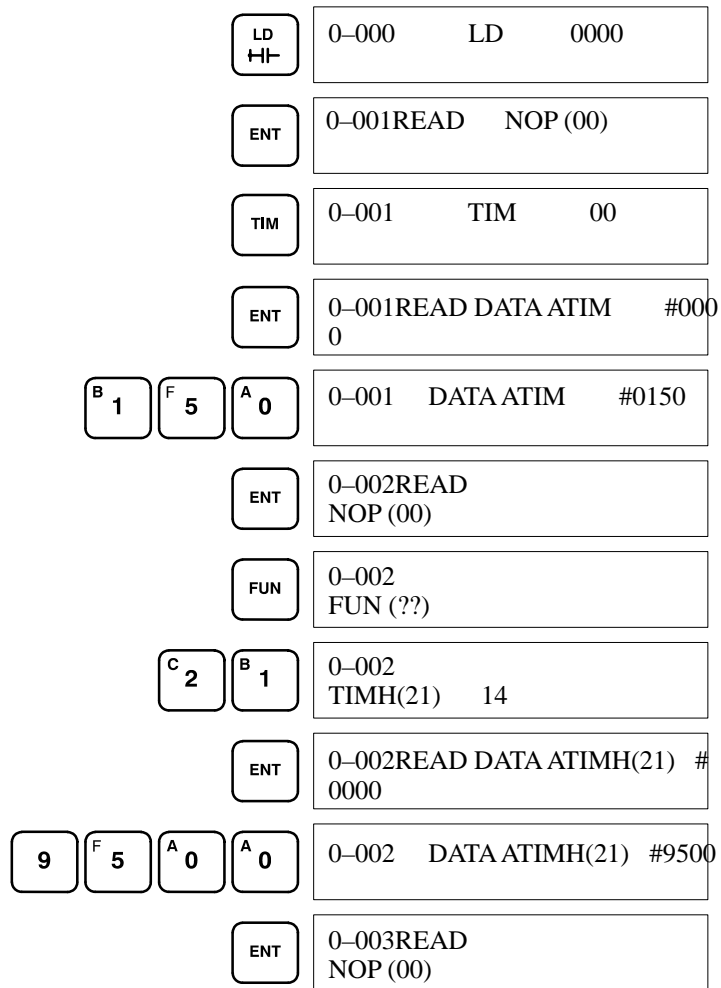 LD
0–000 LD 0000
ENT
0–001READ NOP (00)
TIM
0–001 TIM 00
ENT
0–001READ DATA ATIM #000
0
B 1 F 5 A 0
0–001 DATA ATIM #0150
ENT
0–002READ
NOP (00)
FUN
0–002
FUN (??)
C 2 B 1
0–002
TIMH(21) 14
ENT
0–002READ DATA ATIMH(21) #
0000
9 F 5 A 0 A 0
0–002 DATA ATIMH(21) #9500
ENT
0–003READ
NOP (00)